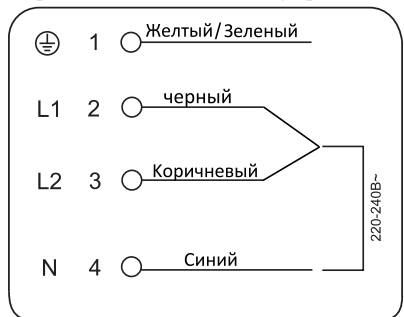 1 Желтый/Зеленый
L1 2 черный
L2 3 Коричневый
220-240В~
N 4 Синий